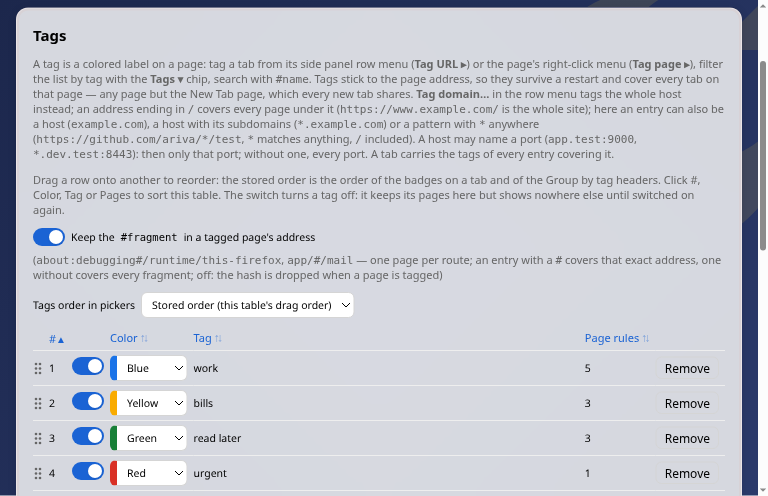 Tags
A tag is a colored label on a page: tag a tab from its side panel row menu (Tag URL ▸) or the page's right-click menu (Tag page ▸), filter
the list by tag with the Tags ▾ chip, search with #name. Tags stick to the page address, so they survive a restart and cover every tab on
that page — any page but the New Tab page, which every new tab shares. Tag domain… in the row menu tags the whole host
instead; an address ending in / covers every page under it (https://www.example.com/ is the whole site); here an entry can also be
a host (example.com), a host with its subdomains (*.example.com) or a pattern with * anywhere
(https://github.com/ariva/*/test, * matches anything, / included). A host may name a port (app.test:9000,
*.dev.test:8443): then only that port; without one, every port. A tab carries the tags of every entry covering it.
Drag a row onto another to reorder: the stored order is the order of the badges on a tab and of the Group by tag headers. Click #,
Color, Tag or Pages to sort this table. The switch turns a tag off: it keeps its pages here but shows nowhere else until switched on
again.
Keep the #fragment in a tagged page's address
(about:debugging#/runtime/this-firefox, app/#/mail — one page per route; an entry with a # covers that exact address, one
without covers every fragment; off: the hash is dropped when a page is tagged)
Tags order in pickers Stored order (this table's drag order)
# ▴ Color ↑↓ Tag ↑↓ Page rules ↑↓
1 Blue work 5 Remove
2 Yellow bills 3 Remove
3 Green read later 3 Remove
4 Red urgent 1 Remove